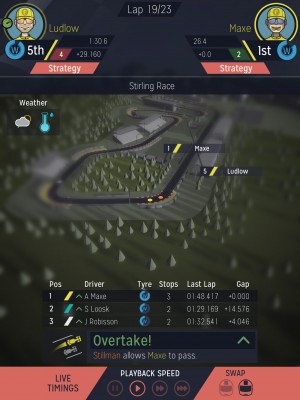 Lap 19/23
Ludlow
Maxe
1:30.6
26.4
W 5th
4 +29.160
+0.0 2
1st W
Strategy
Strategy
Stirling Race
Weather
1 Maxe
5 Ludlow
Pos Driver Tyre Stops Last Lap Gap
1 A Maxe 3 01:48.417 +0.000
2 S Loosk 2 01:29.169 +14.576
3 J Robisson 2 01:32.541 +4.046
Overtake!
Stillman allows Maxe to pass.
LIVE TIMINGS
PLAYBACK SPEED
SWAP